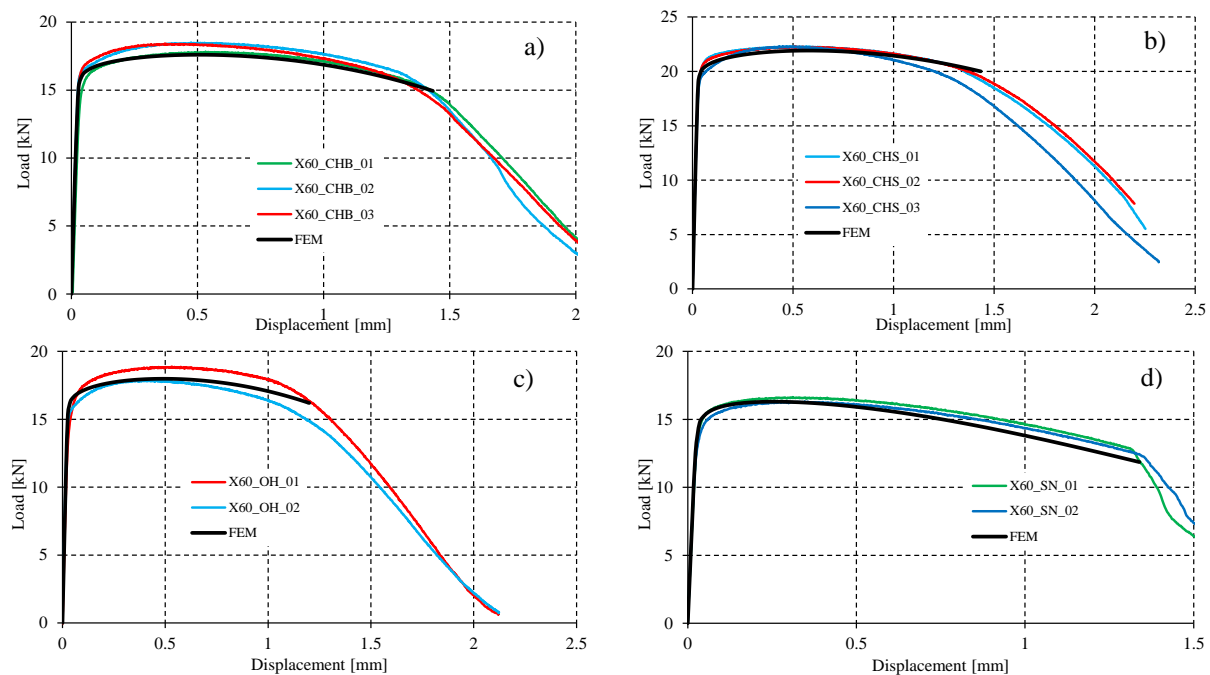 a)
20
15
10
5
0
Load [kN]
X60_CHB_01
X60_CHB_02
X60_CHB_03
FEM
0 0.5 1 1.5 2
Displacement [mm]
b)
25
20
15
10
5
0
Load [kN]
X60_CHS_01
X60_CHS_02
X60_CHS_03
FEM
0 0.5 1 1.5 2 2.5
Displacement [mm]
c)
20
15
10
5
0
Load [kN]
X60_OH_01
X60_OH_02
FEM
0 0.5 1 1.5 2 2.5
Displacement [mm]
d)
20
15
10
5
0
Load [kN]
X60_SN_01
X60_SN_02
FEM
0 0.5 1 1.5
Displacement [mm]